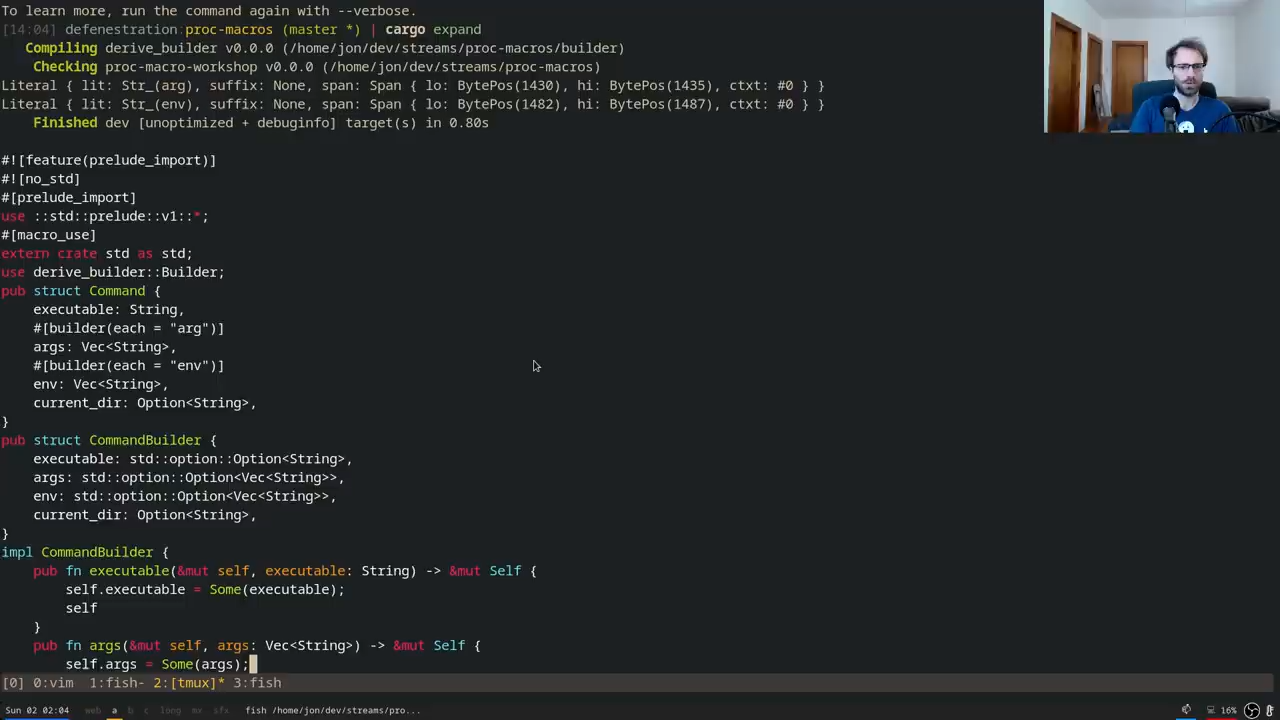 To learn more, run the command again with --verbose.
[14:04] defenestration:proc-macros (master *) | cargo expand
   Compiling derive_builder v0.0.0 (/home/jon/dev/streams/proc-macros/builder)
    Checking proc-macro-workshop v0.0.0 (/home/jon/dev/streams/proc-macros)
Literal { lit: Str_(arg), suffix: None, span: Span { lo: BytePos(1430), hi: BytePos(1435), ctxt: #0 } }
Literal { lit: Str_(env), suffix: None, span: Span { lo: BytePos(1482), hi: BytePos(1487), ctxt: #0 } }
    Finished dev [unoptimized + debuginfo] target(s) in 0.80s

#![feature(prelude_import)]
#![no_std]
#[prelude_import]
use ::std::prelude::v1::*;
#[macro_use]
extern crate std as std;
use derive_builder::Builder;
pub struct Command {
    executable: String,
    #[builder(each = "arg")]
    args: Vec<String>,
    #[builder(each = "env")]
    env: Vec<String>,
    current_dir: Option<String>,
}
pub struct CommandBuilder {
    executable: std::option::Option<String>,
    args: std::option::Option<Vec<String>>,
    env: std::option::Option<Vec<String>>,
    current_dir: Option<String>,
}
impl CommandBuilder {
    pub fn executable(&mut self, executable: String) -> &mut Self {
        self.executable = Some(executable);
        self
    }
    pub fn args(&mut self, args: Vec<String>) -> &mut Self {
        self.args = Some(args);
[0] 0:vim  1:fish- 2:[tmux]* 3:fish
Sun 02 02:04 web a b c long mx sfx fish /home/jon/dev/streams/pro... 16%